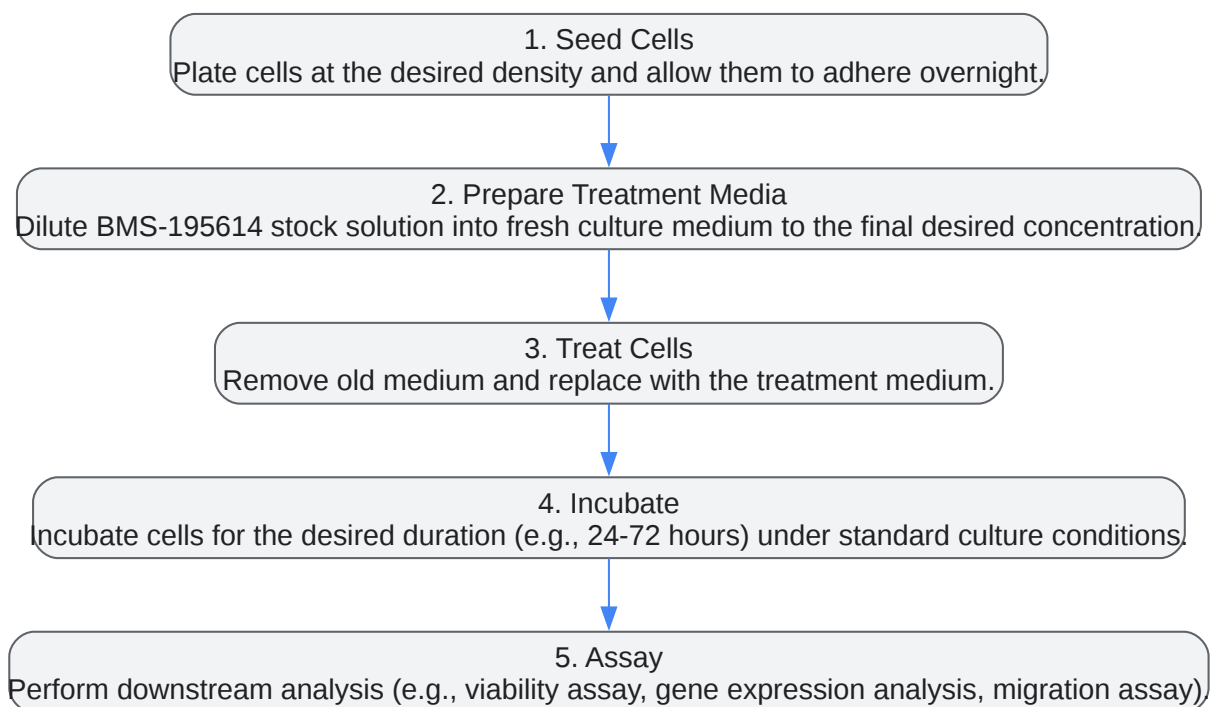 1. Seed Cells
Plate cells at the desired density and allow them to adhere overnight.
2. Prepare Treatment Media
Dilute BMS-195614 stock solution into fresh culture medium to the final desired concentration.
3. Treat Cells
Remove old medium and replace with the treatment medium.
4. Incubate
Incubate cells for the desired duration (e.g., 24-72 hours) under standard culture conditions.
5. Assay
Perform downstream analysis (e.g., viability assay, gene expression analysis, migration assay).